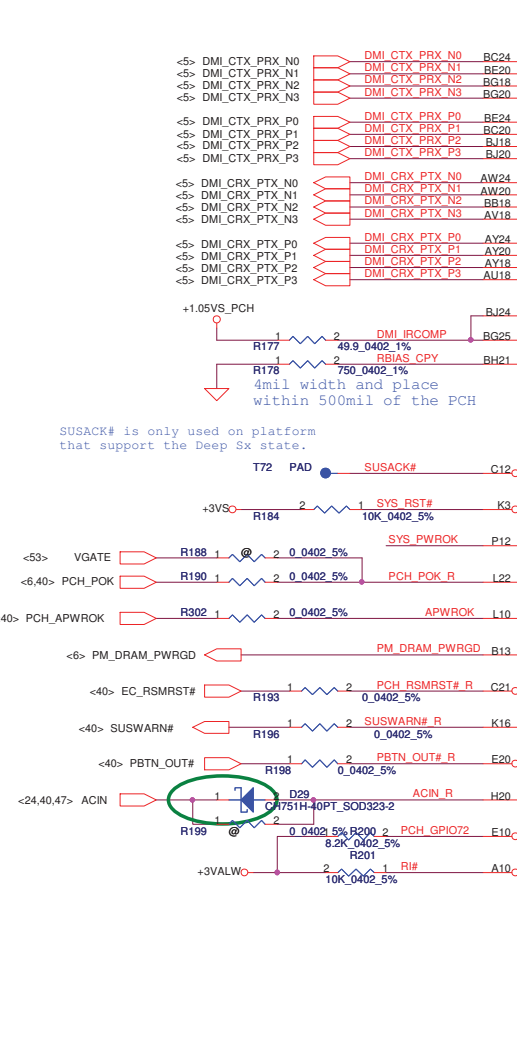 <5> DMI_CTX_PRX_N0 DMI_CTX_PRX_N0 BC24
<5> DMI_CTX_PRX_N1 DMI_CTX_PRX_N1 BE20
<5> DMI_CTX_PRX_N2 DMI_CTX_PRX_N2 BG18
<5> DMI_CTX_PRX_N3 DMI_CTX_PRX_N3 BG20
<5> DMI_CTX_PRX_P0 DMI_CTX_PRX_P0 BE24
<5> DMI_CTX_PRX_P1 DMI_CTX_PRX_P1 BC20
<5> DMI_CTX_PRX_P2 DMI_CTX_PRX_P2 BJ18
<5> DMI_CTX_PRX_P3 DMI_CTX_PRX_P3 BJ20
<5> DMI_CRX_PTX_N0 DMI_CRX_PTX_N0 AW24
<5> DMI_CRX_PTX_N1 DMI_CRX_PTX_N1 AW20
<5> DMI_CRX_PTX_N2 DMI_CRX_PTX_N2 BB18
<5> DMI_CRX_PTX_N3 DMI_CRX_PTX_N3 AV18
<5> DMI_CRX_PTX_P0 DMI_CRX_PTX_P0 AY24
<5> DMI_CRX_PTX_P1 DMI_CRX_PTX_P1 AY20
<5> DMI_CRX_PTX_P2 DMI_CRX_PTX_P2 AY18
<5> DMI_CRX_PTX_P3 DMI_CRX_PTX_P3 AU18
+1.05VS_PCH BJ24
1 2 DMI_IRCOMP BG25
R177 49.9_0402_1%
1 2 RBIAS_CPY BH21
R178 750_0402_1%
4mil width and place
within 500mil of the PCH
SUSACK# is only used on platform
that support the Deep Sx state.
T72 PAD SUSACK# C12
+3VS 2 1 SYS_RST# K3
R184 10K_0402_5%
SYS_PWROK P12
<53> VGATE R188 1 @ 2 0_0402_5%
<6,40> PCH_POK R190 1 2 0_0402_5% PCH_POK_R L22
40> PCH_APWROK R302 1 2 0_0402_5% APWROK L10
<6> PM_DRAM_PWRGD PM_DRAM_PWRGD B13
<40> EC_RSMRST# 1 2 PCH_RSMRST#_R C21
R193 0_0402_5%
<40> SUSWARN# 1 2 SUSWARN#_R K16
R196 0_0402_5%
<40> PBTN_OUT# 1 2 PBTN_OUT#_R E20
R198 0_0402_5%
<24,40,47> ACIN 1 2 D29 ACIN_R H20
CH751H-40PT_SOD323-2
R199 1 @ 2 0_0402_5% R200 2 PCH_GPIO72 E10
8.2K_0402_5%
R201
+3VALW 2 1 RI# A10
10K_0402_5%